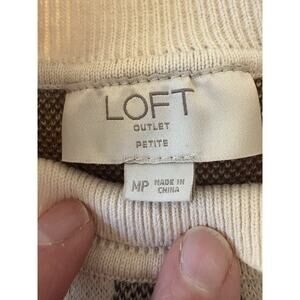 LOFT
OUTLET
PETITE
MP MADE IN
CHINA